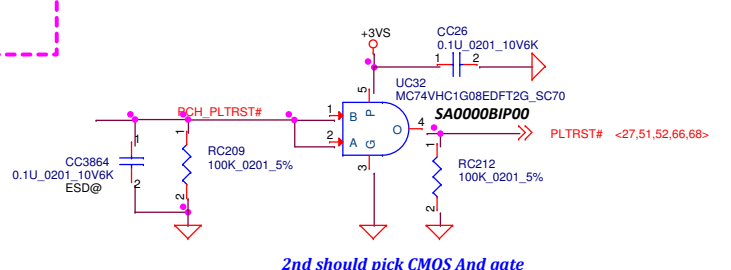 +3VS
CC26
0.1U_0201_10V6K
1 2
UC32
MC74VHC1G08EDFT2G_SC70
SA0000BIP00
5
P
PCH_PLTRST#
1
B
O
4
PLTRST# <27,51,52,66,68>
2
A
G
3
1
CC3864
0.1U_0201_10V6K
ESD@
2
1
RC209
100K_0201_5%
2
1
RC212
100K_0201_5%
2
2nd should pick CMOS And gate